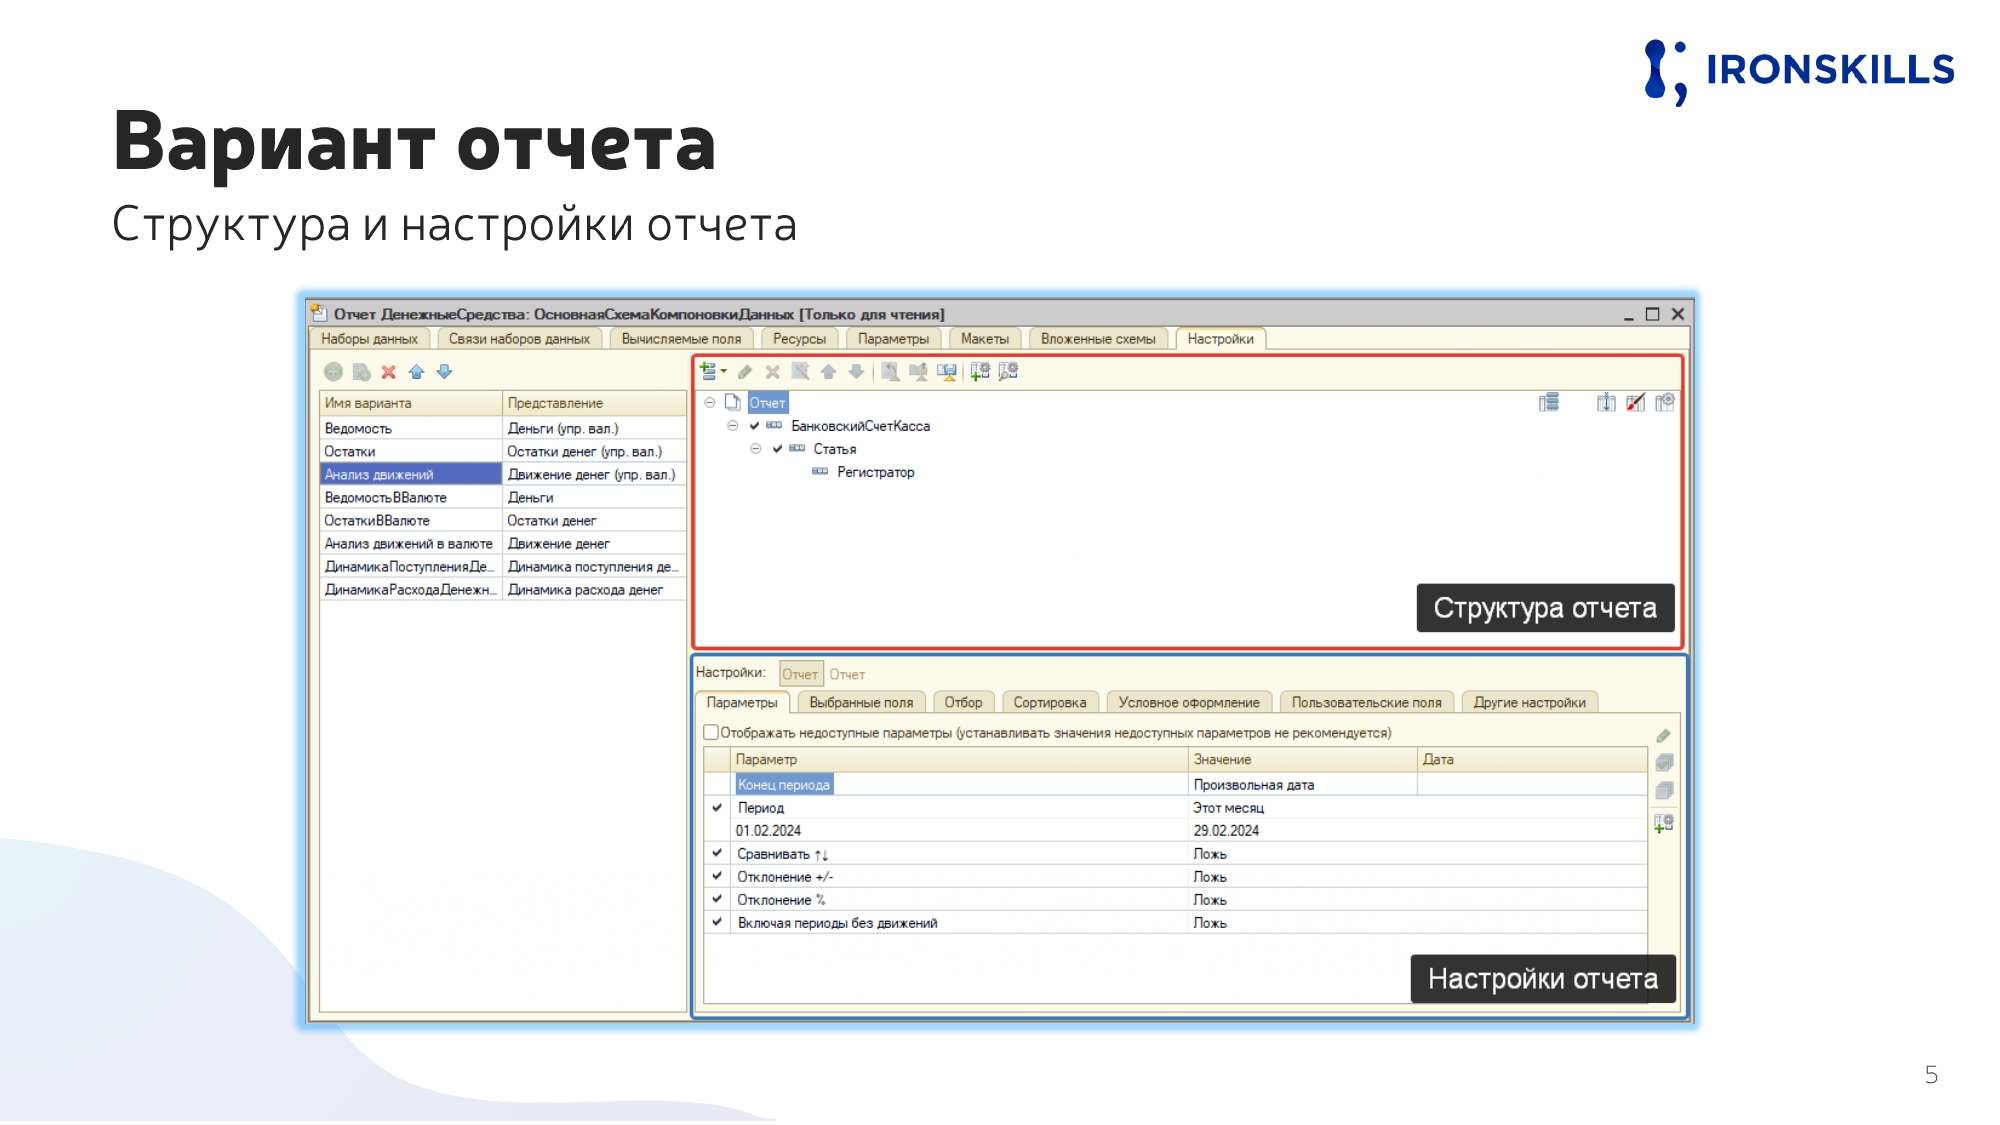 IRONSKILLS
Вариант отчета
Структура и настройки отчета
Отчет ДенежныеСредства: ОсновнаяСхемаКомпоновкиДанных [Только для чтения]
Наборы данных Связи наборов данных Вычисляемые поля Ресурсы Параметры Макеты Вложенные схемы Настройки
Имя варианта Представление
Ведомость Деньги (упр. вал.)
Остатки Остатки денег (упр. вал.)
Анализ движений Движение денег (упр. вал.)
ВедомостьВВалюте Деньги
ОстаткиВВалюте Остатки денег
Анализ движений в валюте Движение денег
ДинамикаПоступленияДе... Динамика поступления де...
ДинамикаРасходаДенежн... Динамика расхода денег
Отчет
БанковскийСчетКасса
Статья
Регистратор
Структура отчета
Настройки: Отчет Отчет
Параметры Выбранные поля Отбор Сортировка Условное оформление Пользовательские поля Другие настройки
Отображать недоступные параметры (устанавливать значения недоступных параметров не рекомендуется)
Параметр Значение Дата
Конец периода Произвольная дата
Период Этот месяц
01.02.2024 29.02.2024
Сравнивать ↑↓ Ложь
Отклонение +/- Ложь
Отклонение % Ложь
Включая периоды без движений Ложь
Настройки отчета
5